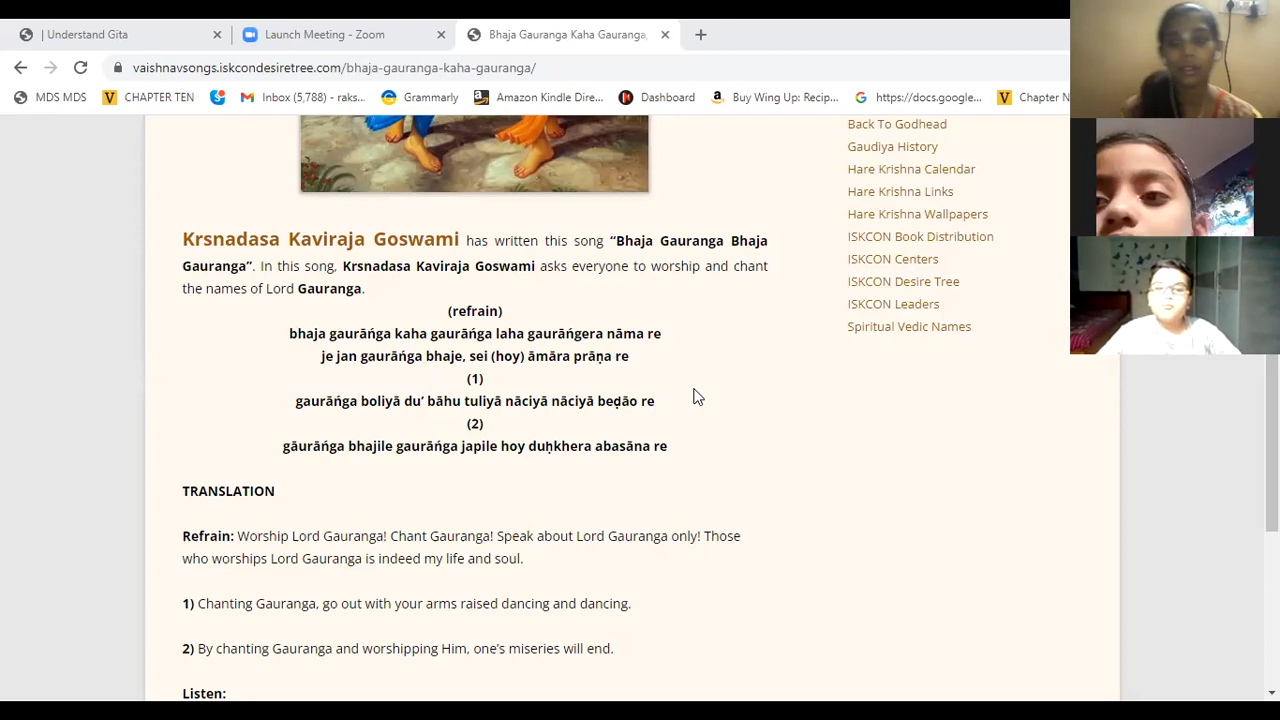 | Understand Gita
Launch Meeting - Zoom
Bhaja Gauranga Kaha Gauranga,
vaishnavsongs.iskcondesiretree.com/bhaja-gauranga-kaha-gauranga/
MDS MDS
CHAPTER TEN
Inbox (5,788) - raks...
Grammarly
Amazon Kindle Dire...
Dashboard
Buy Wing Up: Recip...
https://docs.google...
Chapter N
Back To Godhead
Gaudiya History
Hare Krishna Calendar
Hare Krishna Links
Hare Krishna Wallpapers
ISKCON Book Distribution
ISKCON Centers
ISKCON Desire Tree
ISKCON Leaders
Spiritual Vedic Names
Krsnadasa Kaviraja Goswami has written this song “Bhaja Gauranga Bhaja
Gauranga”. In this song, Krsnadasa Kaviraja Goswami asks everyone to worship and chant
the names of Lord Gauranga.
(refrain)
bhaja gaurāńga kaha gaurāńga laha gaurāńgera nāma re
je jan gaurāńga bhaje, sei (hoy) āmāra prāṇa re
(1)
gaurāńga boliyā du’ bāhu tuliyā nāciyā nāciyā beḍāo re
(2)
gāurāńga bhajile gaurāńga japile hoy duḥkhera abasāna re
TRANSLATION
Refrain: Worship Lord Gauranga! Chant Gauranga! Speak about Lord Gauranga only! Those
who worships Lord Gauranga is indeed my life and soul.
1) Chanting Gauranga, go out with your arms raised dancing and dancing.
2) By chanting Gauranga and worshipping Him, one’s miseries will end.
Listen: